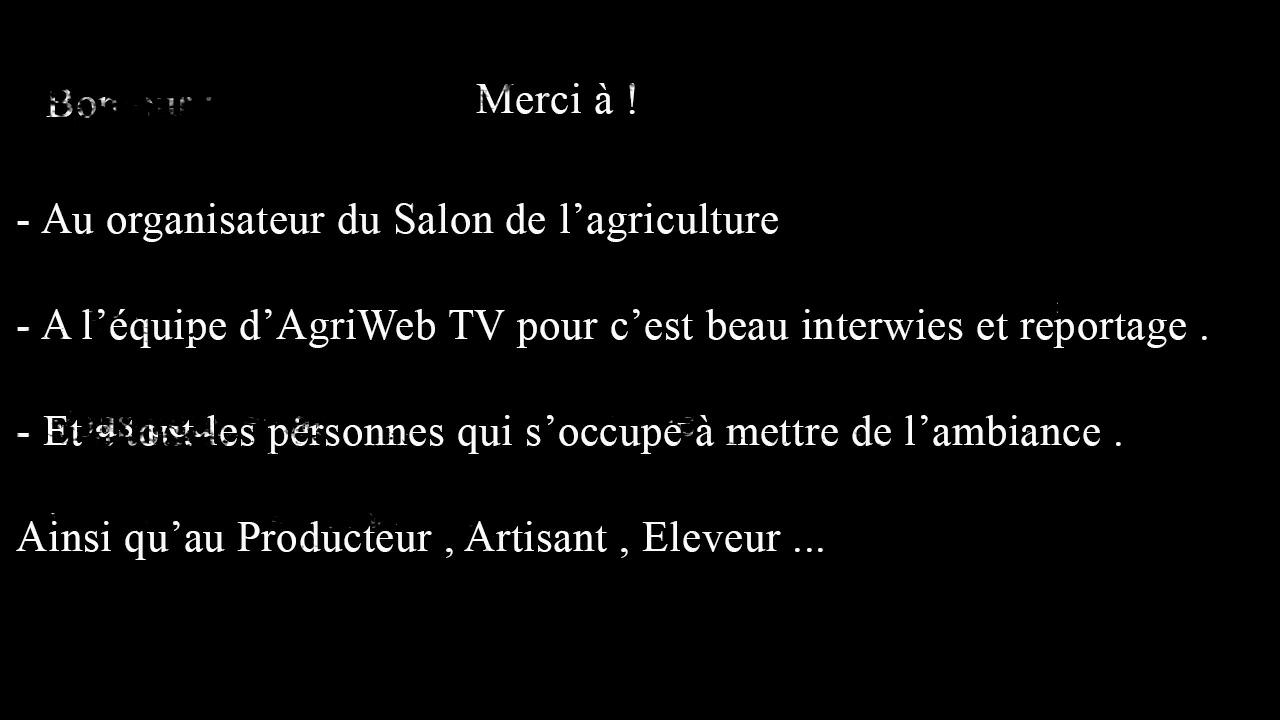 Merci à !
- Au organisateur du Salon de l’agriculture
- A l’équipe d’AgriWeb TV pour c’est beau interwies et reportage .
- Et les personnes qui s’occupe à mettre de l’ambiance .
Ainsi qu’au Producteur , Artisant , Eleveur ...